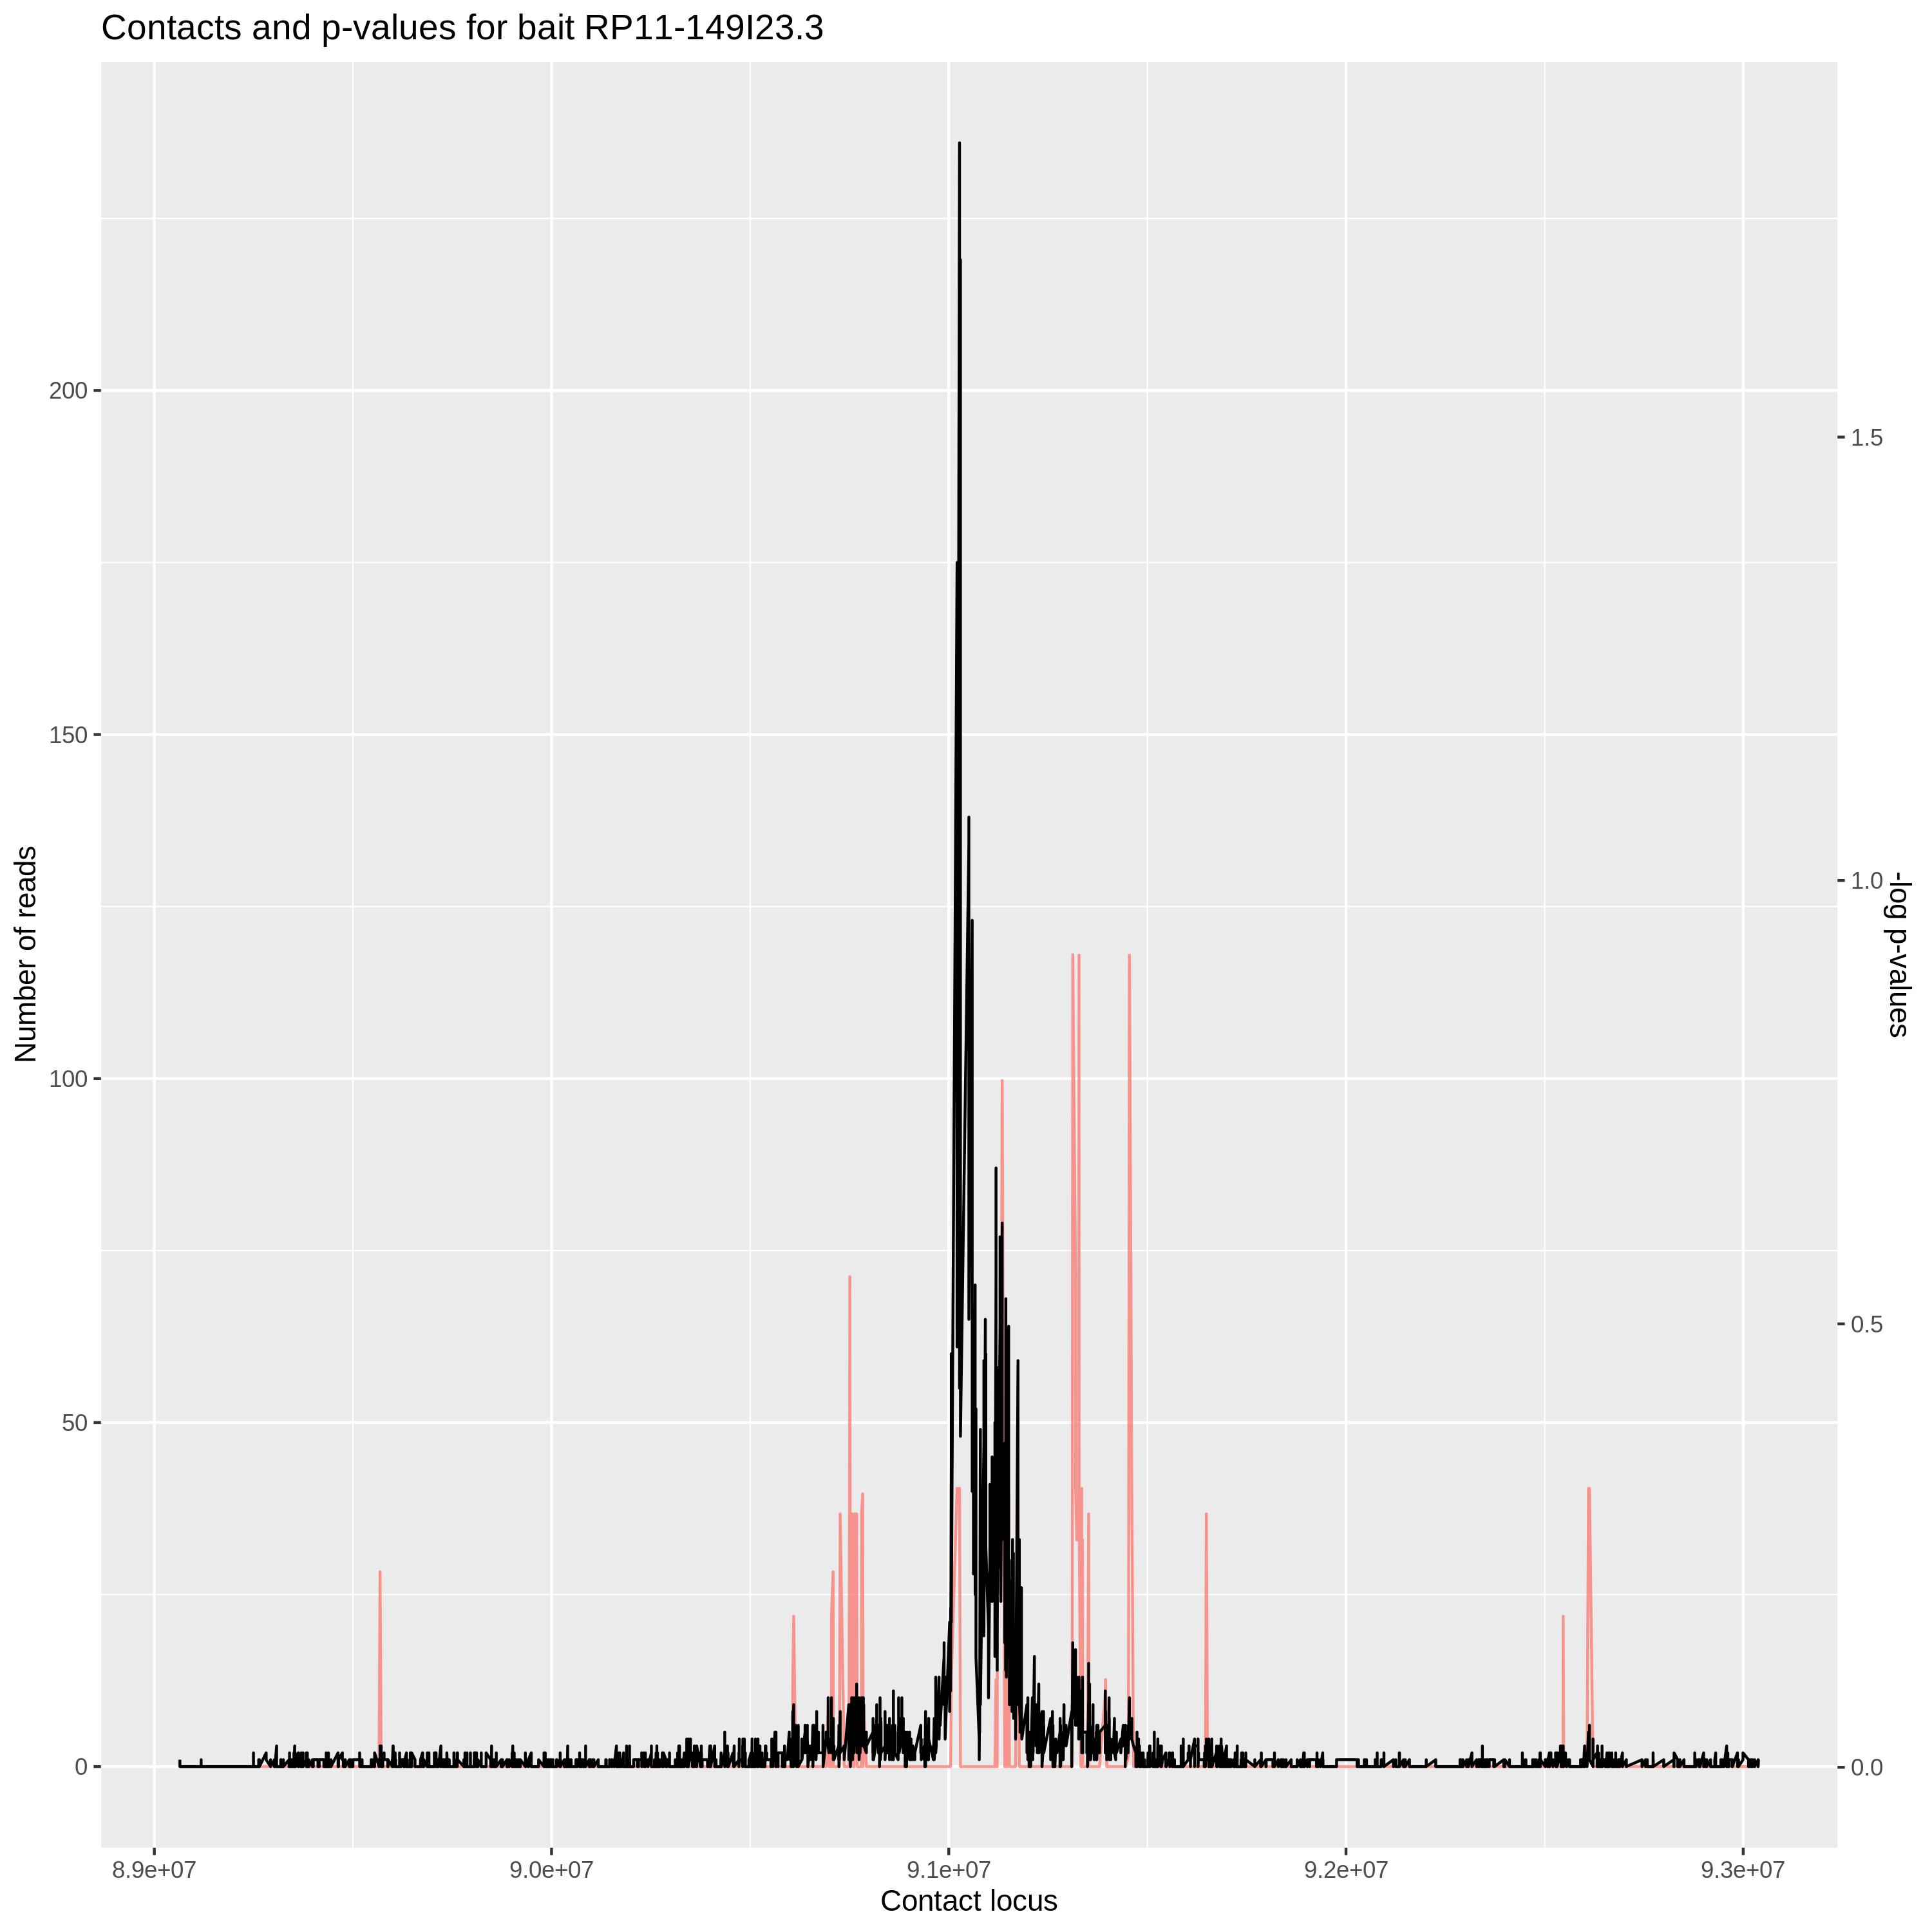 Contacts and p-values for bait RP11-149I23.3
Number of reads
200
150
100
50
0
1.5
1.0
0.5
0.0
-log p-values
8.9e+07 9.0e+07 9.1e+07 9.2e+07 9.3e+07
Contact locus